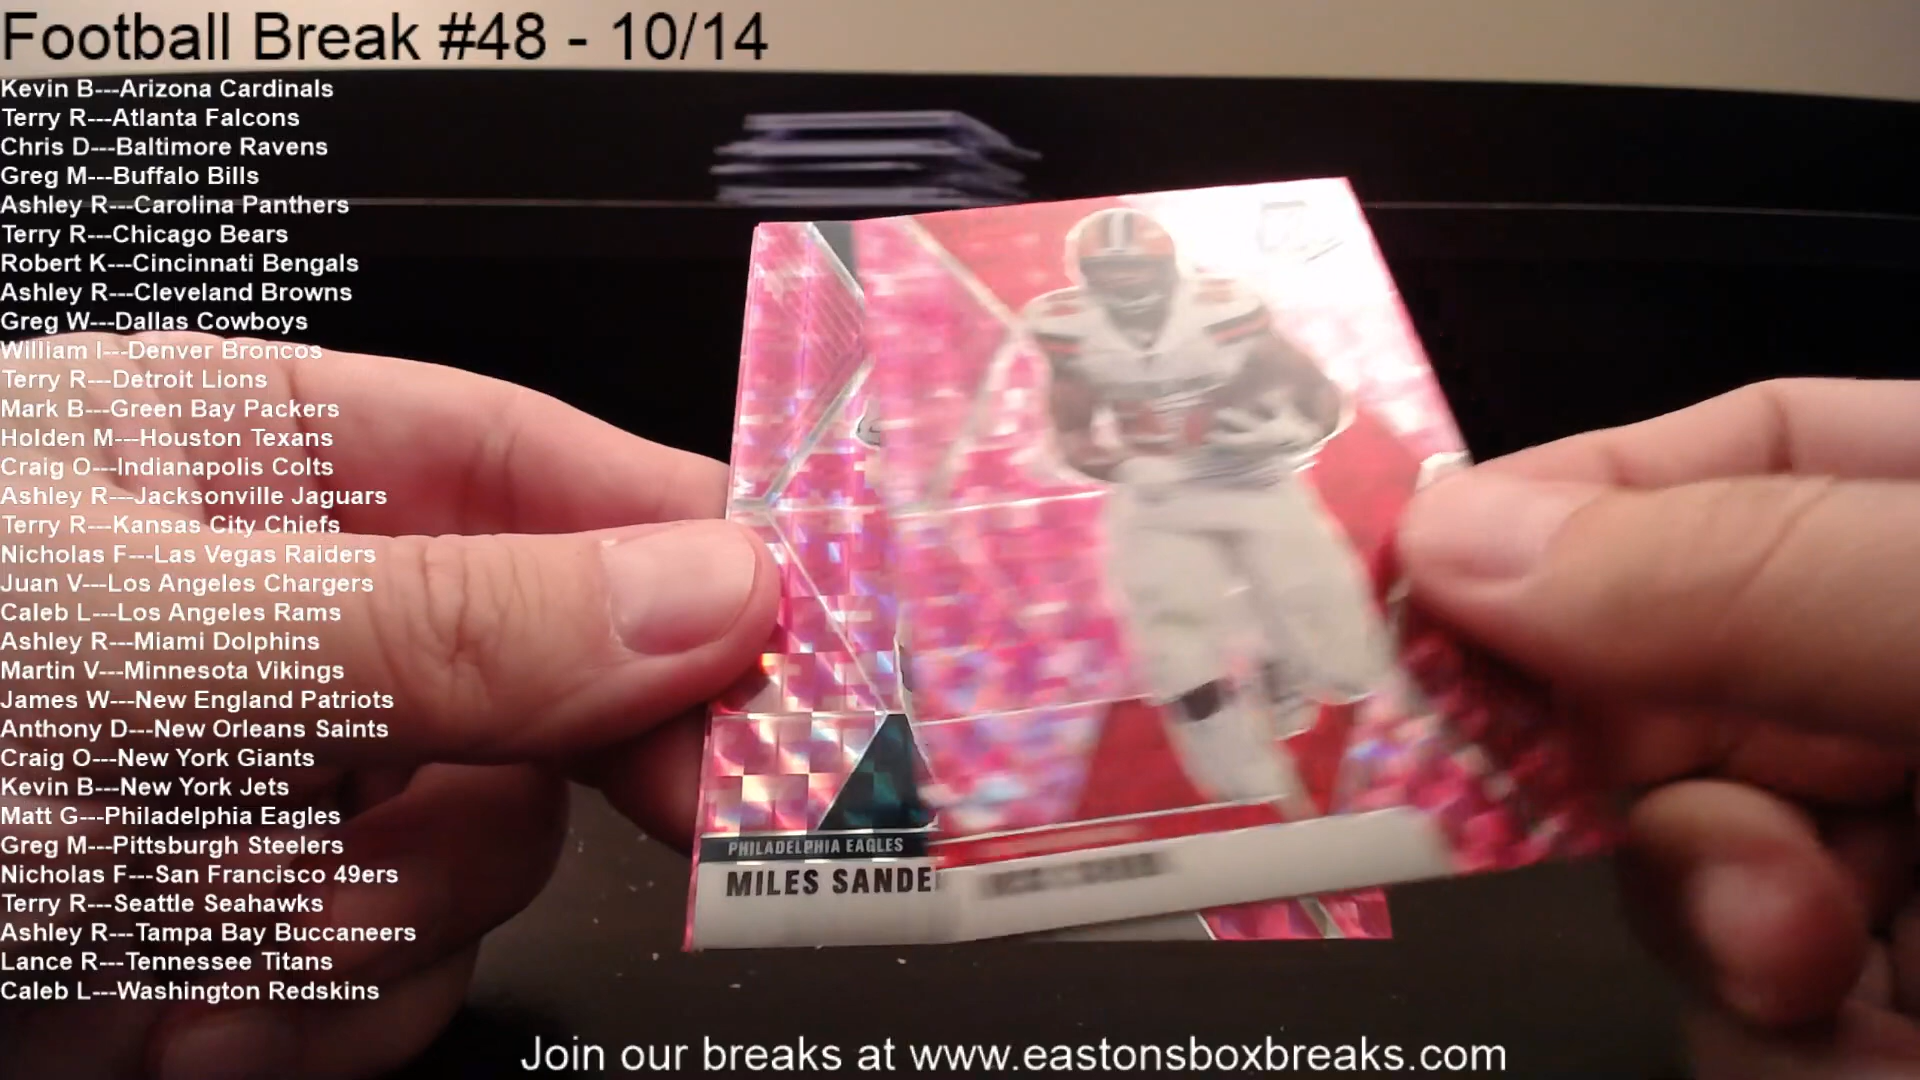 Football Break #48 - 10/14
Kevin B---Arizona Cardinals
Terry R---Atlanta Falcons
Chris D---Baltimore Ravens
Greg M---Buffalo Bills
Ashley R---Carolina Panthers
Terry R---Chicago Bears
Robert K---Cincinnati Bengals
Ashley R---Cleveland Browns
Greg W---Dallas Cowboys
William I---Denver Broncos
Terry R---Detroit Lions
Mark B---Green Bay Packers
Holden M---Houston Texans
Craig O---Indianapolis Colts
Ashley R---Jacksonville Jaguars
Terry R---Kansas City Chiefs
Nicholas F---Las Vegas Raiders
Juan V---Los Angeles Chargers
Caleb L---Los Angeles Rams
Ashley R---Miami Dolphins
Martin V---Minnesota Vikings
James W---New England Patriots
Anthony D---New Orleans Saints
Craig O---New York Giants
Kevin B---New York Jets
Matt G---Philadelphia Eagles
Greg M---Pittsburgh Steelers
Nicholas F---San Francisco 49ers
Terry R---Seattle Seahawks
Ashley R---Tampa Bay Buccaneers
Lance R---Tennessee Titans
Caleb L---Washington Redskins
PHILADELPHIA EAGLES
MILES SANDE
Join our breaks at www.eastonsboxbreaks.com